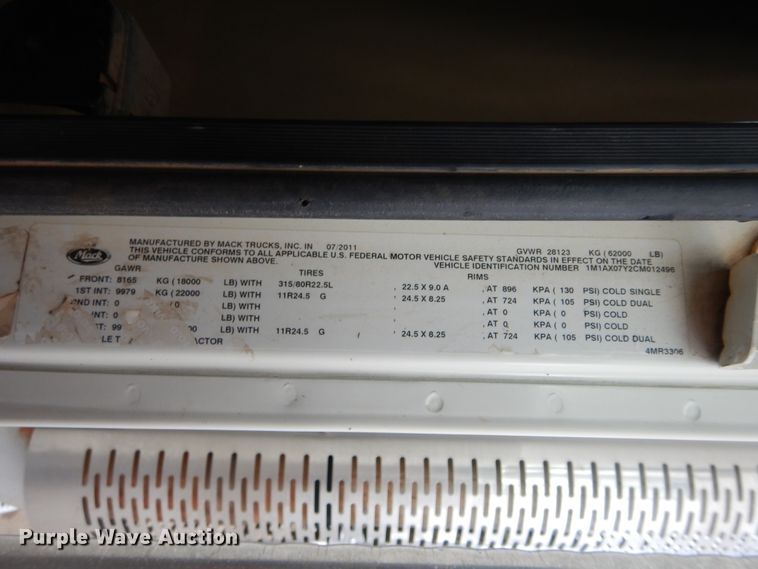 Mack
MANUFACTURED BY MACK TRUCKS, INC. IN 07/2011 GVWR 28123 KG ( 62000 LB)
THIS VEHICLE CONFORMS TO ALL APPLICABLE U.S. FEDERAL MOTOR VEHICLE SAFETY STANDARDS IN EFFECT ON THE DATE
OF MANUFACTURE SHOWN ABOVE. VEHICLE IDENTIFICATION NUMBER 1M1AX07Y2CM012496
GAWR TIRES RIMS
FRONT: 8165 KG ( 18000 LB) WITH 315/80R22.5L 22.5 X 9.0 A , AT 896 KPA ( 130 PSI) COLD SINGLE
1ST INT: 9979 KG ( 22000 LB) WITH 11R24.5 G , 24.5 X 8.25 , AT 724 KPA ( 105 PSI) COLD DUAL
2ND INT: 0 LB) WITH , AT 0 KPA ( 0 PSI) COLD
INT: 0 LB) WITH , AT 0 KPA ( 0 PSI) COLD
99 LB) WITH 11R24.5 G , 24.5 X 8.25 , AT 724 KPA ( 105 PSI) COLD DUAL
LE T ACTOR 4MR3306
Purple Wave Auction